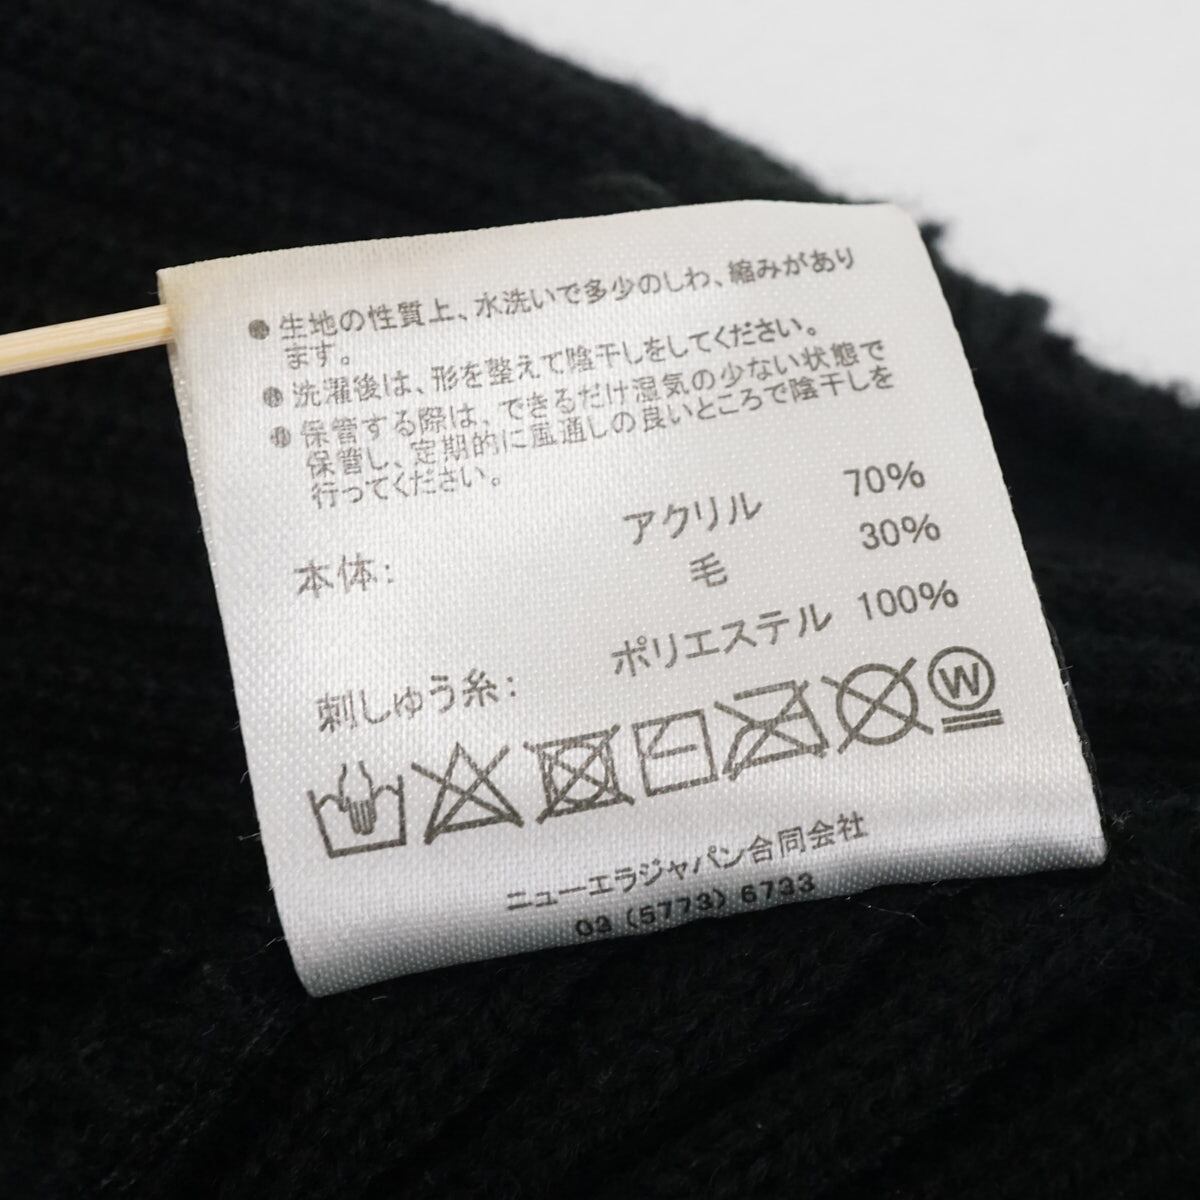 ● 生地の性質上、水洗いで多少のしわ、縮みがあり
ます。
● 洗濯後は、形を整えて陰干しをしてください。
● 保管する際は、できるだけ湿気の少ない状態で
保管し、定期的に風通しの良いところで陰干しを
行ってください。
本体: アクリル 70%
毛 30%
刺しゅう糸: ポリエステル 100%
W
ニューエラジャパン合同会社
03 (5773) 6733